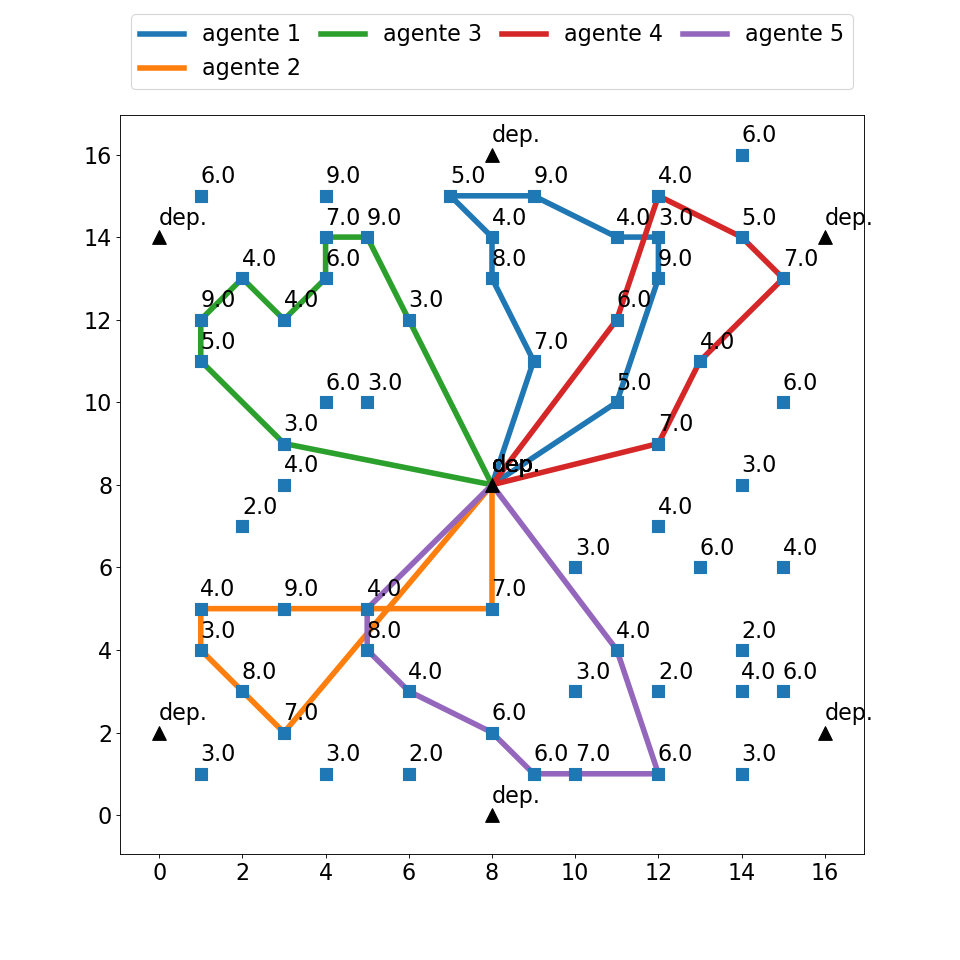 agente 1 agente 3 agente 4 agente 5
agente 2
dep.
6.0
16
6.0 9.0 5.0 9.0 4.0
dep. 7.0 9.0 4.0 4.0 3.0 5.0 dep.
14
4.0 6.0 8.0 9.0 7.0
9.0 4.0 3.0 6.0
12
5.0 7.0 4.0
6.0 3.0 5.0 6.0
10
3.0 7.0
4.0 dep. 3.0
8
2.0 4.0
3.0 6.0 4.0
6
4.0 9.0 4.0 7.0
3.0 8.0 4.0 2.0
4
8.0 4.0 3.0 2.0 4.0 6.0
dep. 7.0 6.0 dep.
2
3.0 3.0 2.0 6.0 7.0 6.0 3.0
dep.
0
0 2 4 6 8 10 12 14 16